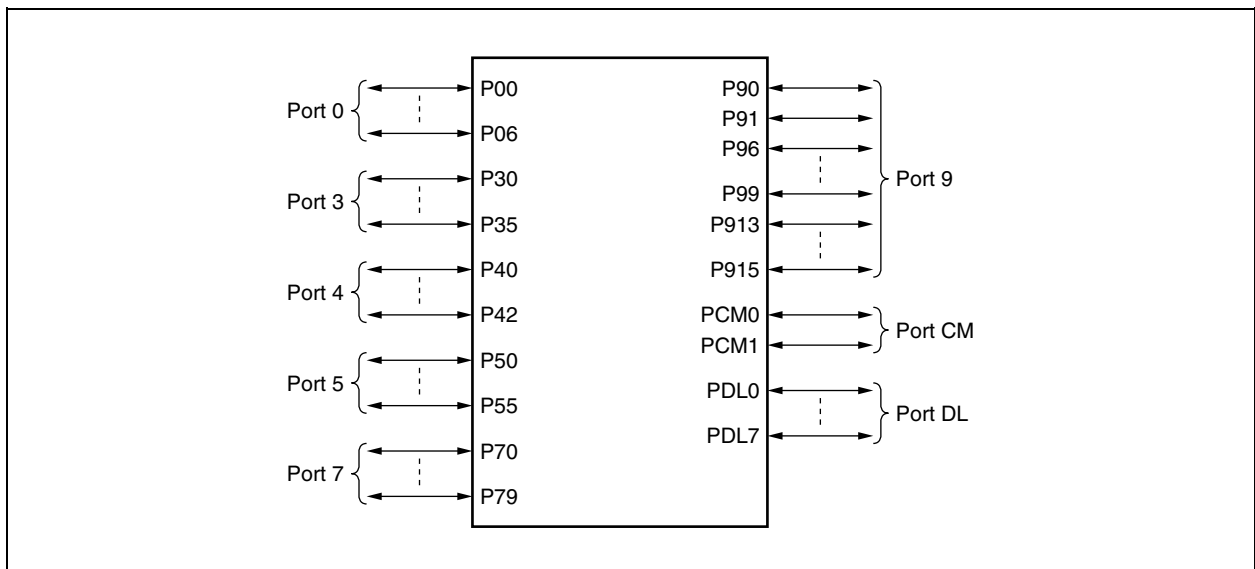 Port 0
P00
P06
Port 3
P30
P35
Port 4
P40
P42
Port 5
P50
P55
Port 7
P70
P79
P90
P91
P96
P99
P913
P915
Port 9
PCM0
PCM1
Port CM
PDL0
PDL7
Port DL